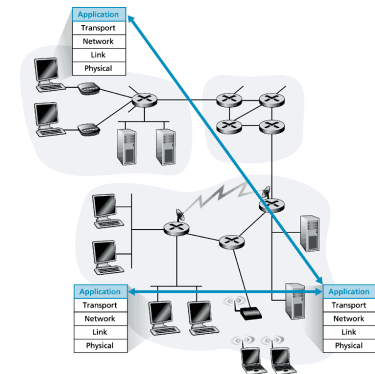 Application
Transport
Network
Link
Physical
Application
Transport
Network
Link
Physical
Application
Transport
Network
Link
Physical